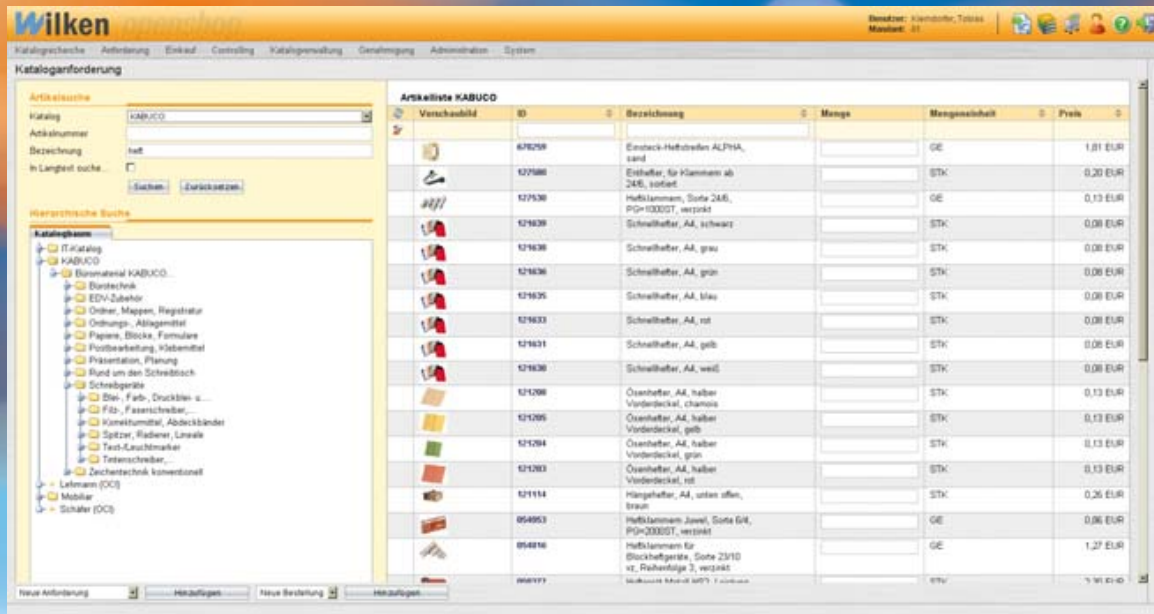 Wilken openshop
Benutzer: Klemdorfer, Tobias
Mandant: 01
Katalogrecherche Anforderung Einkauf Controlling Katalogverwaltung Genehmigung Administration System
Kataloganforderung
Artikelsuche
Katalog KABUCO
Artikelnummer
Bezeichnung heft
In Langtext suche...
Suchen Zurücksetzen
Hierarchische Suche
Katalogbaum
IT-Katalog
KABUCO
Büromaterial KABUCO...
Bürotechnik
EDV-Zubehör
Ordner, Mappen, Registratur
Ordnungs-, Ablagemittel
Papiere, Blöcke, Formulare
Postbearbeitung, Klebemittel
Präsentation, Planung
Rund um den Schreibtisch
Schreibgeräte
Blei-, Farb-, Druckblei- u....
Filz-, Faserschreiber,...
Korrekturmittel, Abdeckbänder
Spitzer, Radierer, Lineale
Text-/Leuchtmarker
Tintenschreiber,...
Zeichentechnik konventionell
Lehmann (OCI)
Mobiliar
Schäfer (OCI)
Artikelliste KABUCO
Vorschaubild ID Bezeichnung Menge Mengeneinheit Preis
678259 Einsteck-Heftstreifen ALPHA, GE 1,81 EUR
sand
127580 Enthefter, für Klammern ab STK 0,20 EUR
24/6, sortiert
127530 Heftklammern, Sorte 24/6, GE 0,13 EUR
PG=1000ST, verzinkt
121639 Schnellhefter, A4, schwarz STK 0,08 EUR
121638 Schnellhefter, A4, grau STK 0,08 EUR
121636 Schnellhefter, A4, grün STK 0,08 EUR
121635 Schnellhefter, A4, blau STK 0,08 EUR
121633 Schnellhefter, A4, rot STK 0,08 EUR
121631 Schnellhefter, A4, gelb STK 0,08 EUR
121630 Schnellhefter, A4, weiß STK 0,08 EUR
121208 Ösenhefter, A4, halber STK 0,13 EUR
Vorderdeckel, chamois
121205 Ösenhefter, A4, halber STK 0,13 EUR
Vorderdeckel, gelb
121204 Ösenhefter, A4, halber STK 0,13 EUR
Vorderdeckel, grün
121203 Ösenhefter, A4, halber STK 0,13 EUR
Vorderdeckel, rot
121114 Hängehefter, A4, unten offen, STK 0,26 EUR
braun
054053 Heftklammern Juwel, Sorte 6/4, GE 0,86 EUR
PG=2000ST, verzinkt
054016 Heftklammern für GE 1,27 EUR
Blockheftgeräte, Sorte 23/10
vz, Reihenfolge 3, verzinkt
STK
Neue Anforderung Hinzufügen Neue Bestellung Hinzufügen